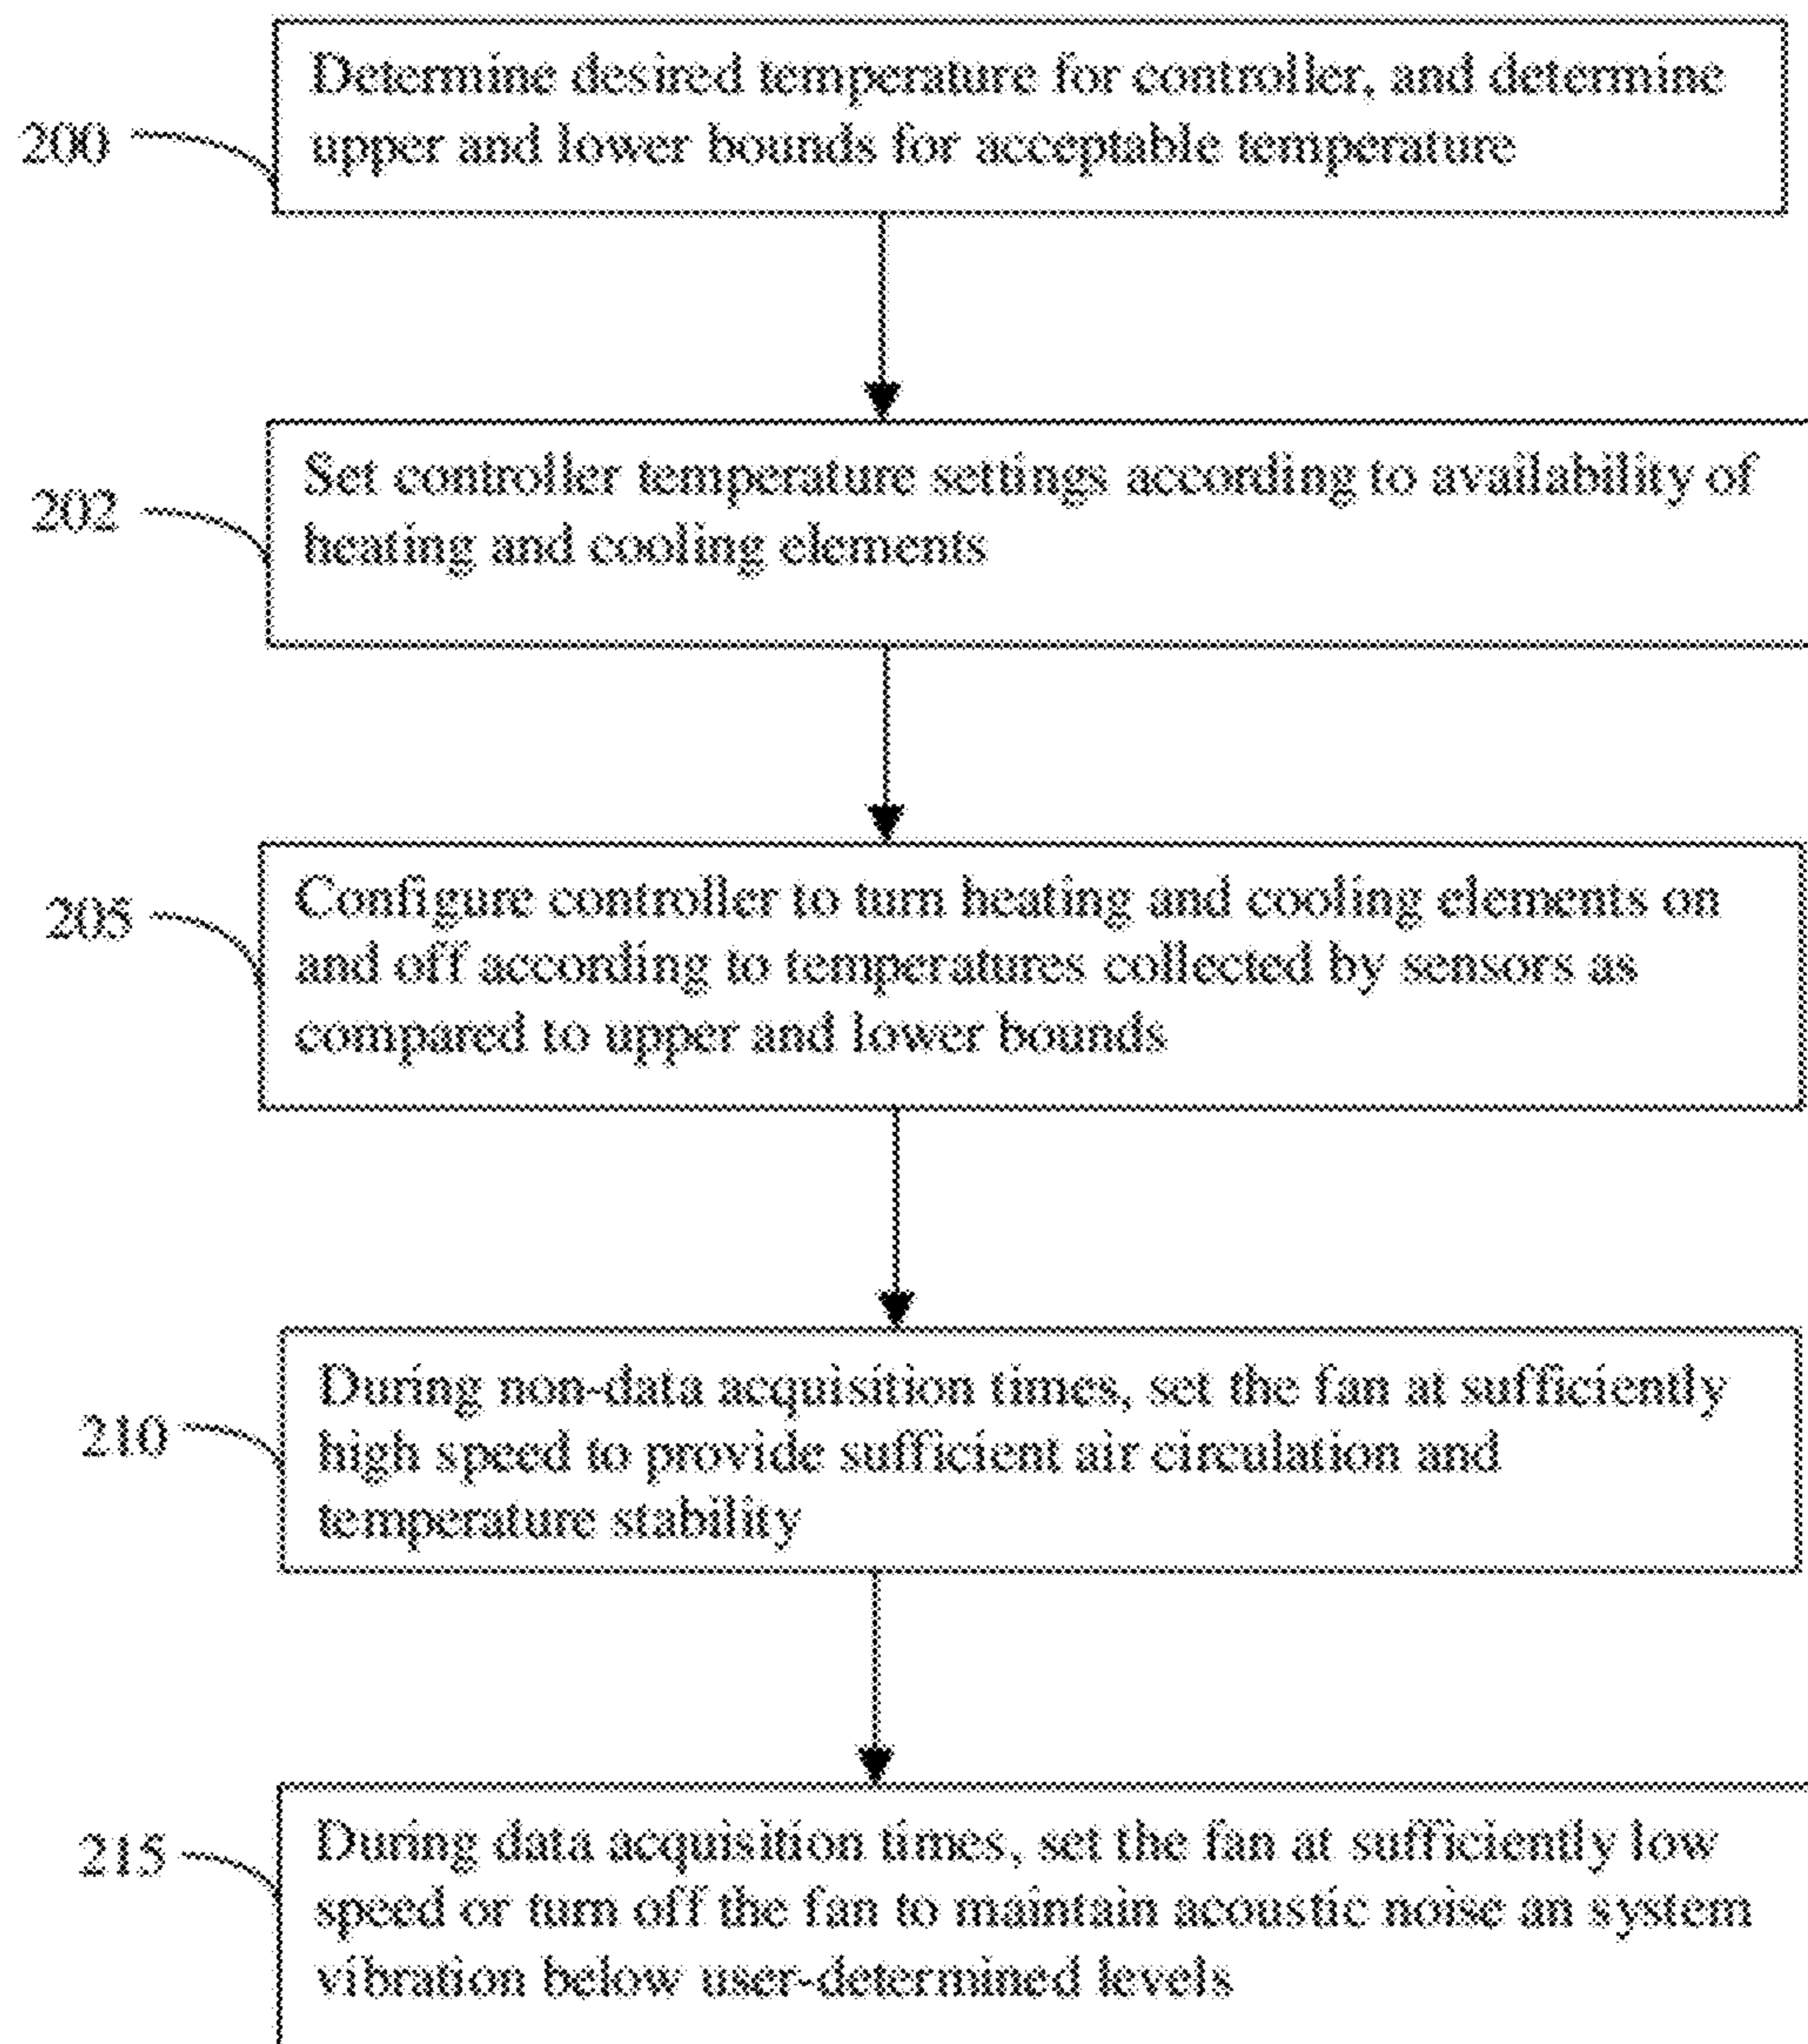 Determine desired temperature for controller, and determine
200
upper and lower bounds for acceptable temperature
Set controller temperature settings according to availability of
202
heating and cooling elements
Configure controller to turn heating and cooling elements on
205
and off according to temperatures collected by sensors as
compared to upper and lower bounds
During non-data acquisition times, set the fan at sufficiently
210
high speed to provide sufficient air circulation and
temperature stability
During data acquisition times, set the fan at sufficiently low
215
speed or turn off the fan to maintain acoustic noise an system
vibration below user-determined levels